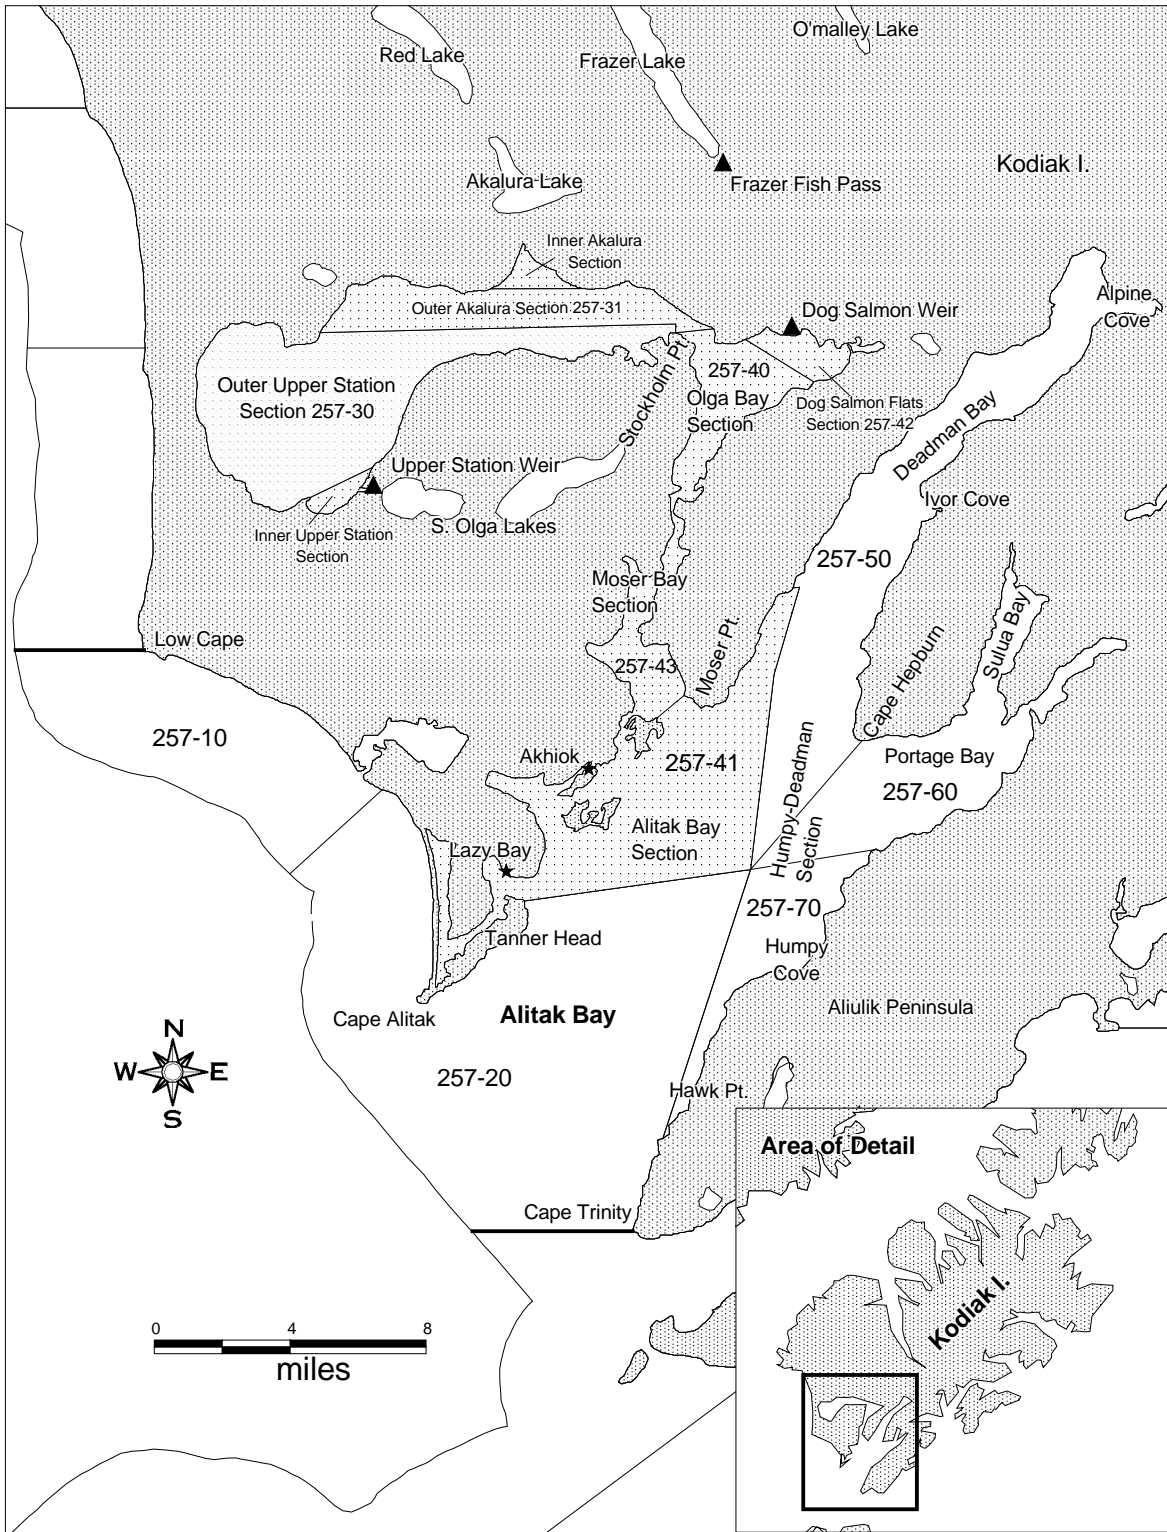 O'malley Lake
Red Lake
Frazer Lake
Kodiak I.
Akalura Lake
Frazer Fish Pass
Inner Akalura
Section
Alpine
Cove
Outer Akalura Section 257-31
Dog Salmon Weir
Stockholm Pt.
257-40
Olga Bay
Section
Outer Upper Station
Section 257-30
Dog Salmon Flats
Section 257-42
Deadman Bay
Upper Station Weir
Ivor Cove
S. Olga Lakes
Inner Upper Station
Section
257-50
Moser Bay
Section
Sulua Bay
Low Cape
Moser Pt.
257-43
Cape Hepburn
257-10
Akhiok
257-41
Humpy-Deadman
Section
Portage Bay
257-60
Alitak Bay
Section
Lazy Bay
257-70
Tanner Head
Humpy
Cove
Cape Alitak
Alitak Bay
Aliulik Peninsula
N
W E
S
257-20
Hawk Pt.
Area of Detail
Cape Trinity
Kodiak I.
0 4 8
miles